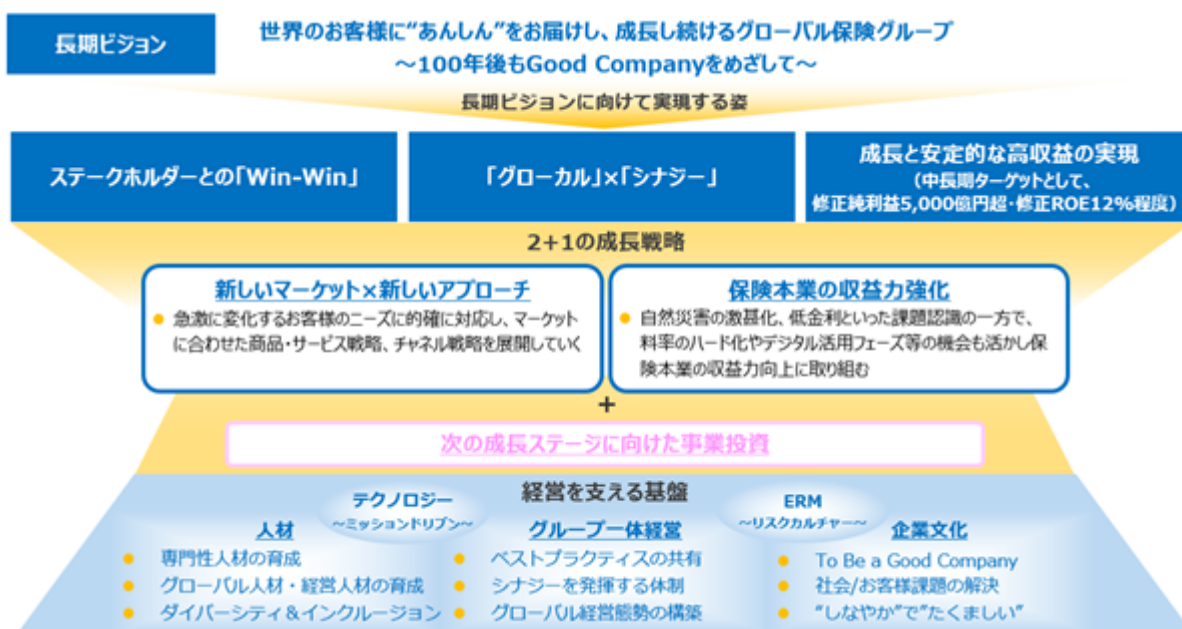 長期ビジョン
世界のお客様に“あんしん”をお届けし、成長し続けるグローバル保険グループ
～100年後もGood Companyをめざして～
長期ビジョンに向けて実現する姿
ステークホルダーとの「Win-Win」
「グローカル」×「シナジー」
成長と安定的な高収益の実現
（中長期ターゲットとして、
修正純利益5,000億円超・修正ROE12%程度）
2+1の成長戦略
新しいマーケット×新しいアプローチ
● 急激に変化するお客様のニーズに的確に対応し、マーケット
に合わせた商品・サービス戦略、チャネル戦略を展開していく
保険本業の収益力強化
● 自然災害の激甚化、低金利といった課題認識の一方で、
料率のハード化やデジタル活用フェーズ等の機会も活かし保
険本業の収益力向上に取り組む
+
次の成長ステージに向けた事業投資
経営を支える基盤
テクノロジー
～ミッションドリブン～
ERM
～リスクカルチャー～
人材
● 専門性人材の育成
● グローバル人材・経営人材の育成
● ダイバーシティ＆インクルージョン
グループ一体経営
● ベストプラクティスの共有
● シナジーを発揮する体制
● グローバル経営態勢の構築
企業文化
● To Be a Good Company
● 社会/お客様課題の解決
● “しなやか”で“たくましい”